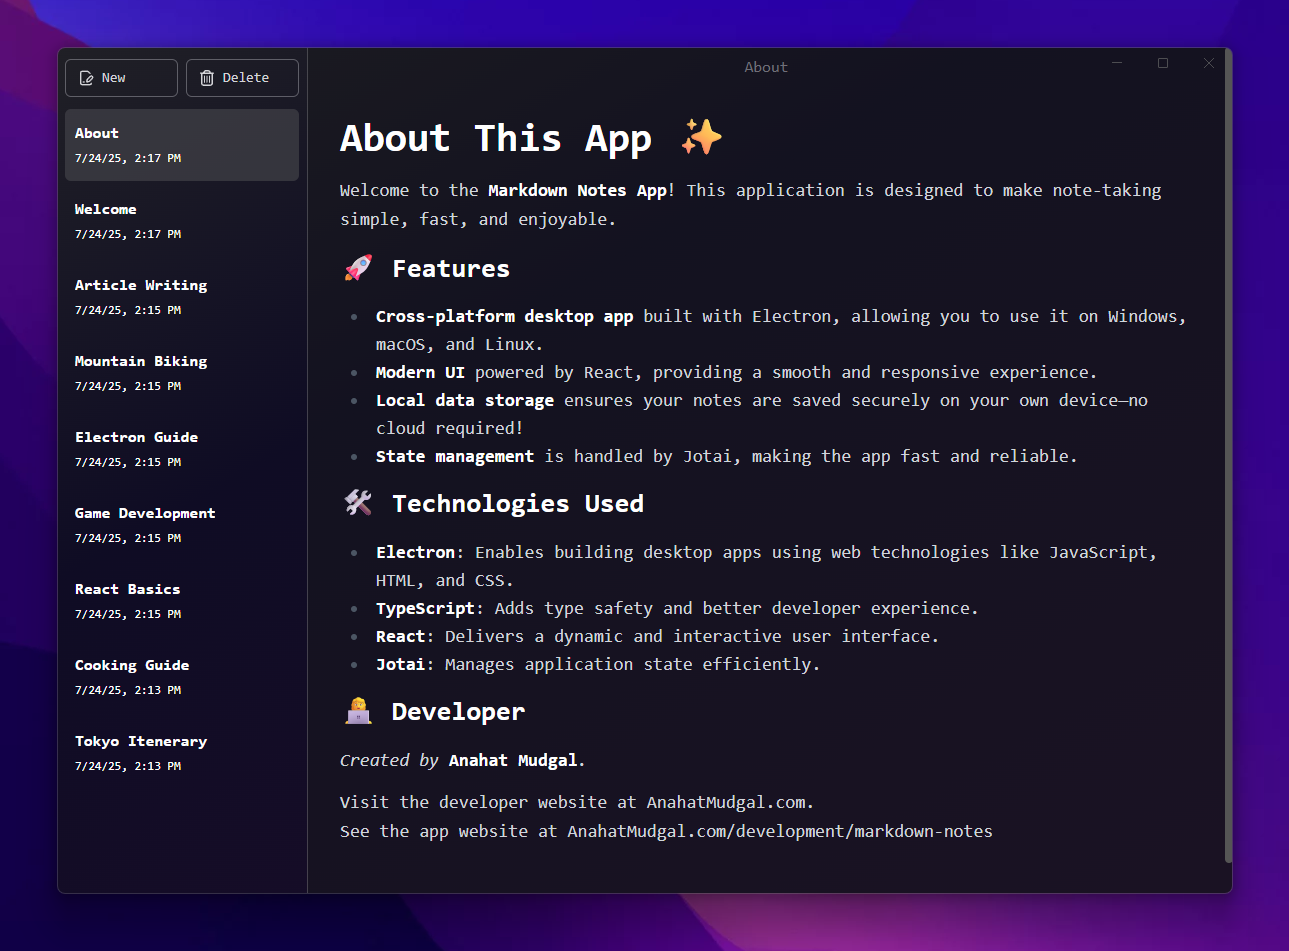 New
Delete
About
7/24/25, 2:17 PM
Welcome
7/24/25, 2:17 PM
Article Writing
7/24/25, 2:15 PM
Mountain Biking
7/24/25, 2:15 PM
Electron Guide
7/24/25, 2:15 PM
Game Development
7/24/25, 2:15 PM
React Basics
7/24/25, 2:15 PM
Cooking Guide
7/24/25, 2:13 PM
Tokyo Itenerary
7/24/25, 2:13 PM
About
About This App ✨
Welcome to the Markdown Notes App! This application is designed to make note-taking
simple, fast, and enjoyable.
🚀 Features
• Cross-platform desktop app built with Electron, allowing you to use it on Windows,
macOS, and Linux.
• Modern UI powered by React, providing a smooth and responsive experience.
• Local data storage ensures your notes are saved securely on your own device—no
cloud required!
• State management is handled by Jotai, making the app fast and reliable.
🛠️ Technologies Used
• Electron: Enables building desktop apps using web technologies like JavaScript,
HTML, and CSS.
• TypeScript: Adds type safety and better developer experience.
• React: Delivers a dynamic and interactive user interface.
• Jotai: Manages application state efficiently.
🧑‍💻 Developer
Created by Anahat Mudgal.
Visit the developer website at AnahatMudgal.com.
See the app website at AnahatMudgal.com/development/markdown-notes